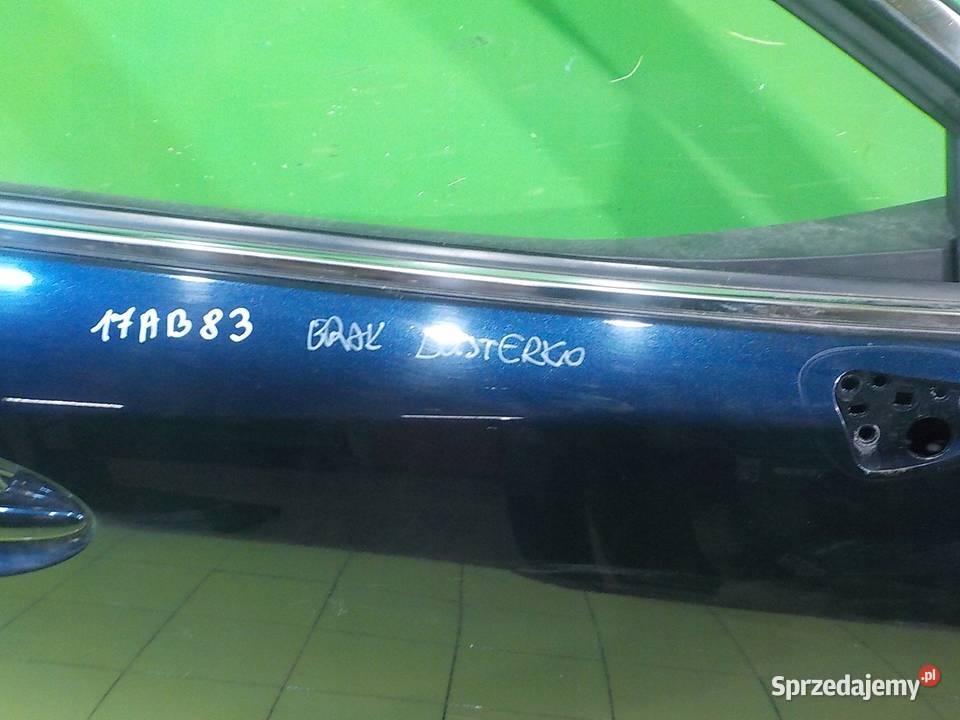 17AB83 BRAK LUSTERKO
Sprzedajemy.pl